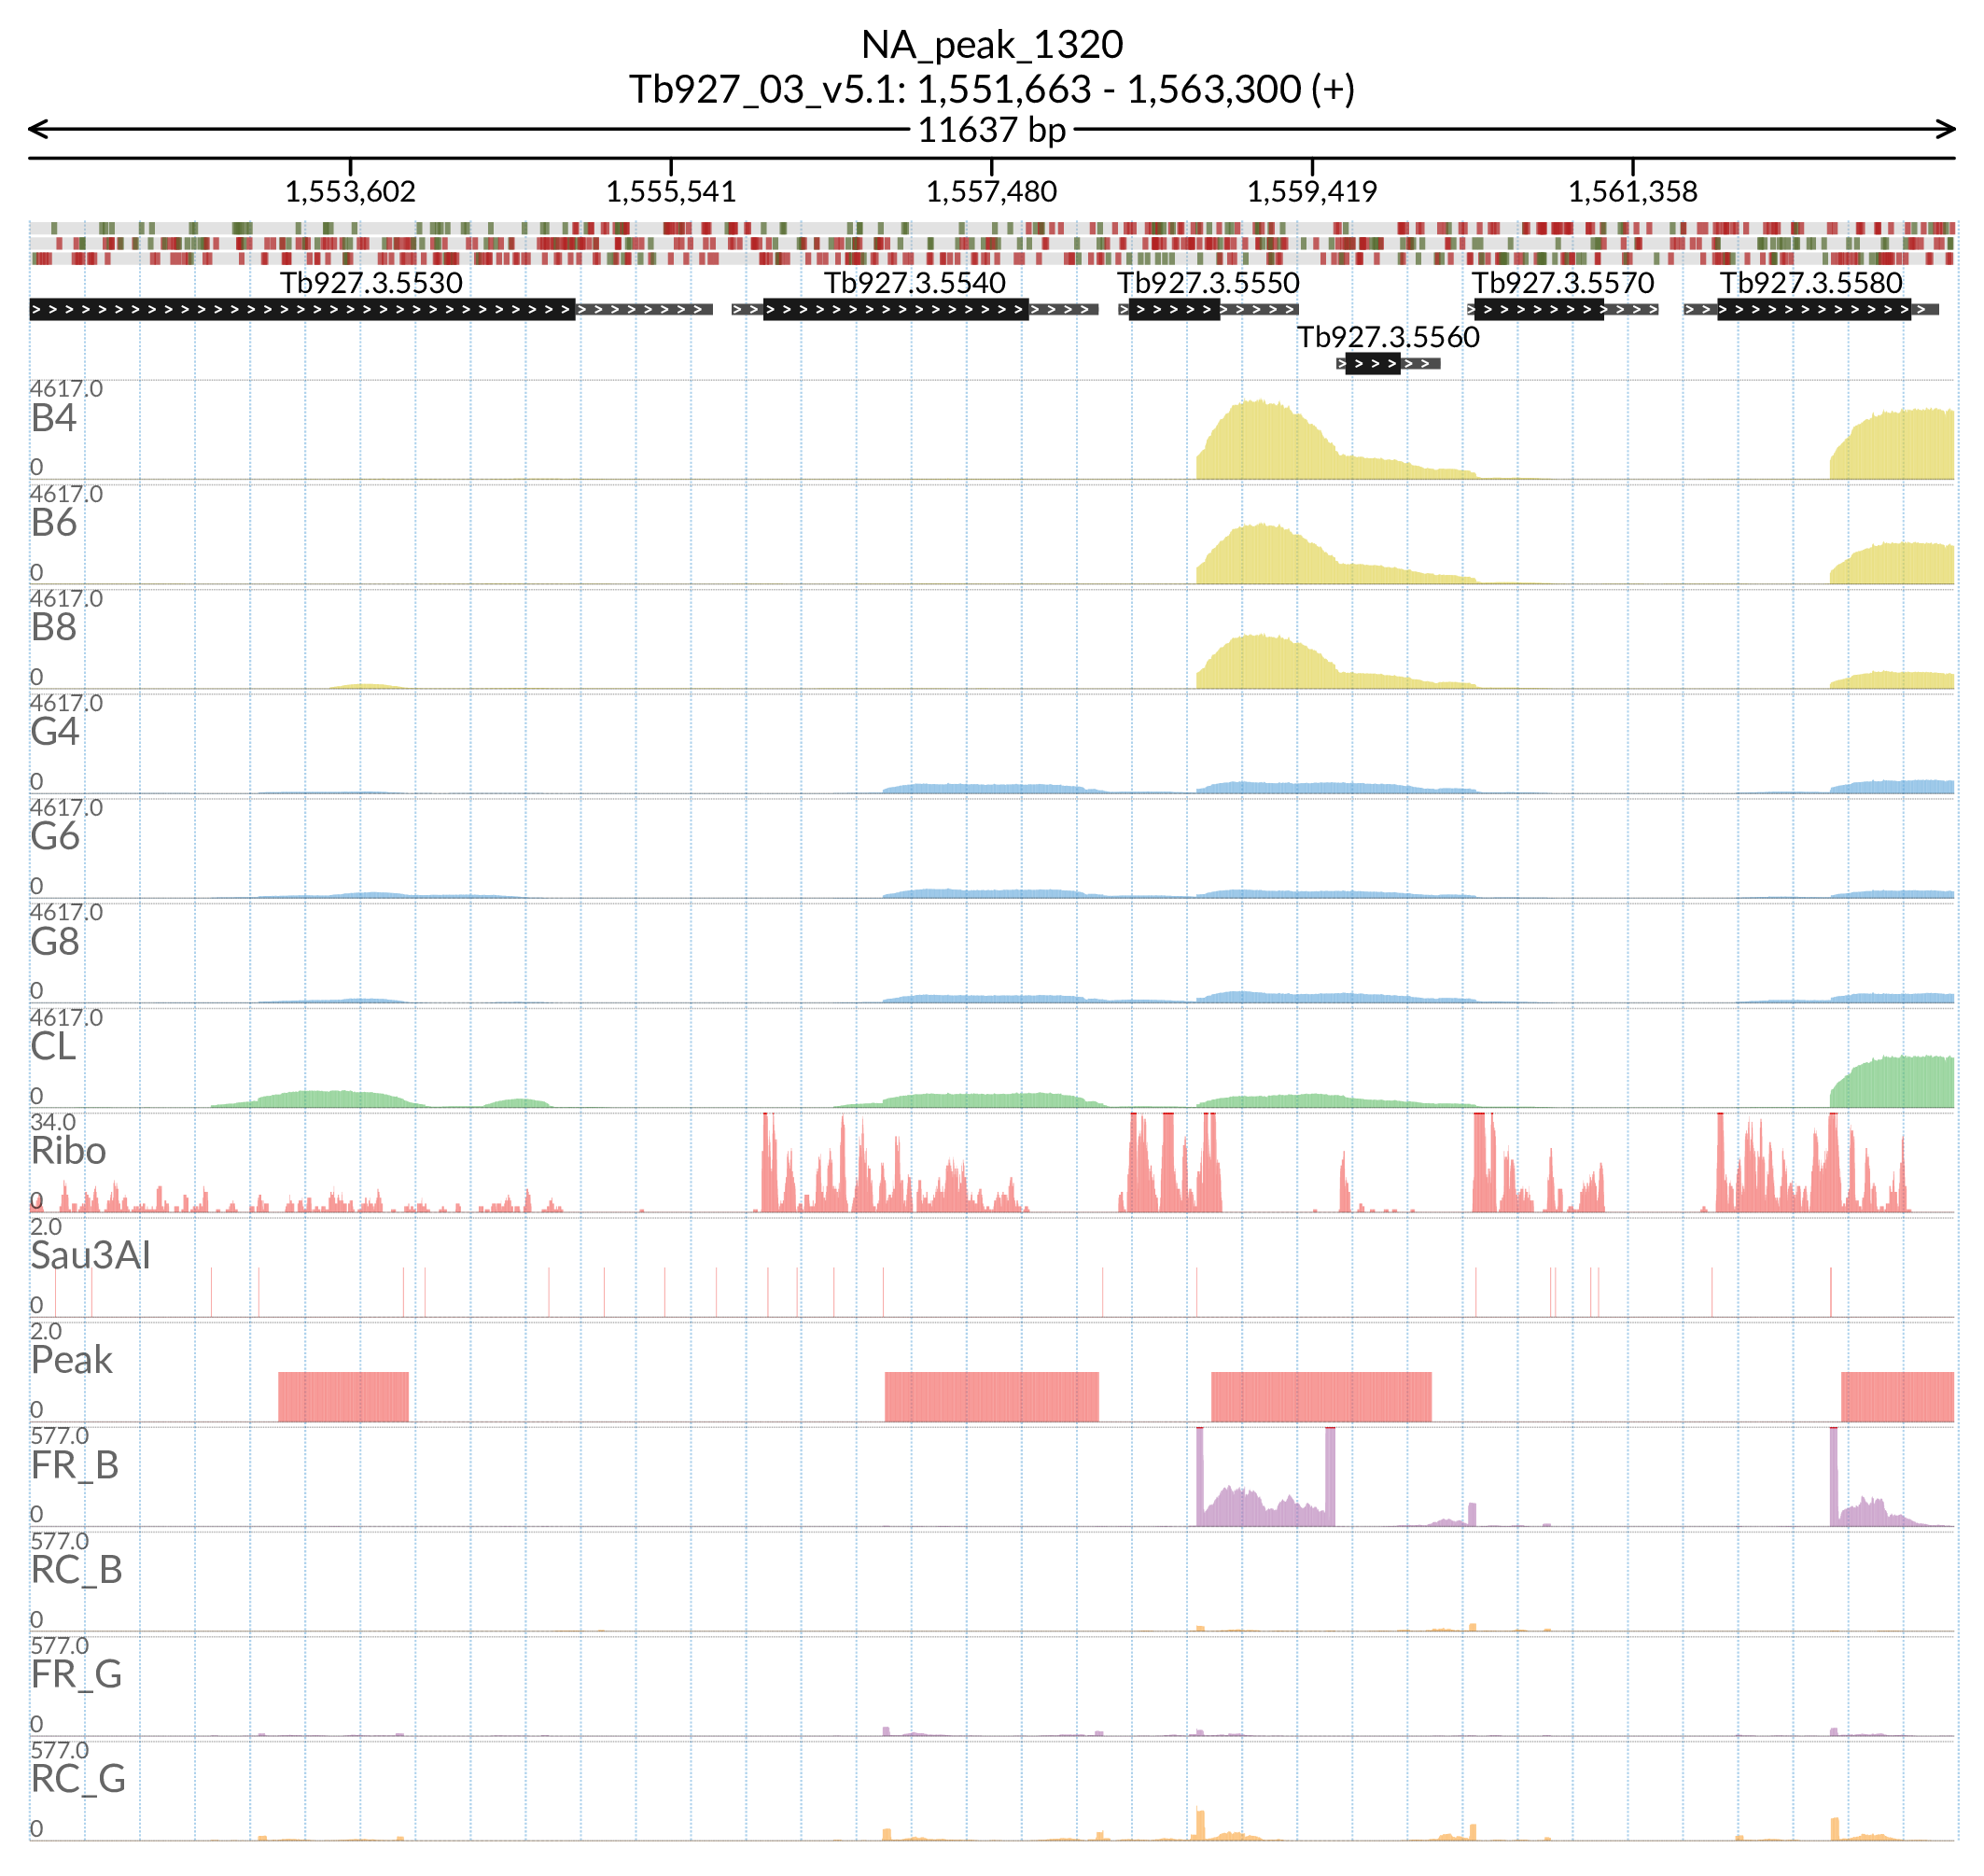 NA_peak_1320
Tb927_03_v5.1: 1,551,663 - 1,563,300 (+)
11637 bp
1,553,602 1,555,541 1,557,480 1,559,419 1,561,358
Tb927.3.5530 Tb927.3.5540 Tb927.3.5550 Tb927.3.5570 Tb927.3.5580
Tb927.3.5560
4617.0
B4
0
4617.0
B6
0
4617.0
B8
0
4617.0
G4
0
4617.0
G6
0
4617.0
G8
0
4617.0
CL
0
34.0
Ribo
0
2.0
Sau3AI
0
2.0
Peak
0
577.0
FR_B
0
577.0
RC_B
0
577.0
FR_G
0
577.0
RC_G
0